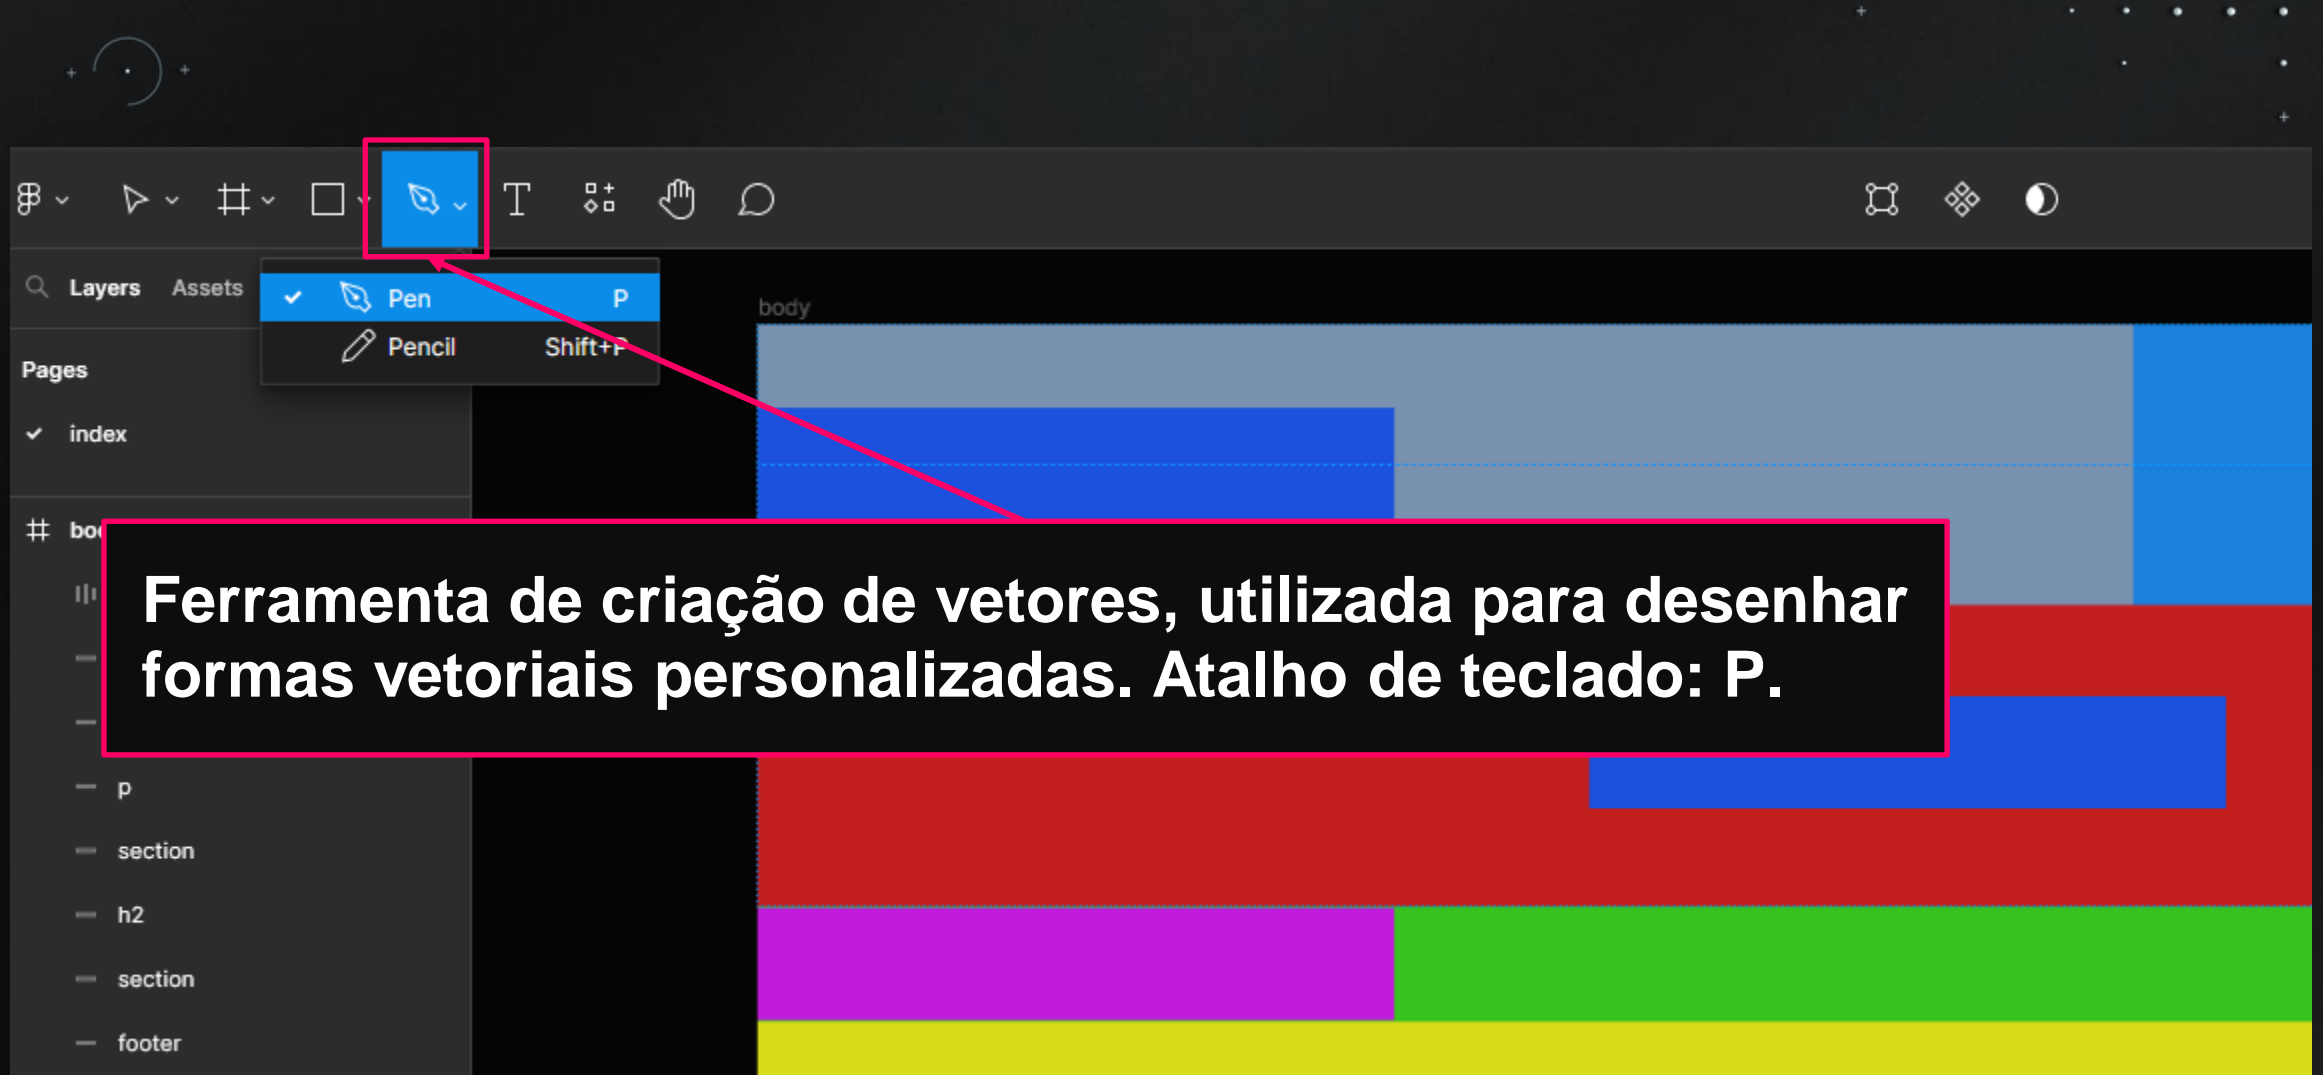 Layers Assets
Pen P
Pencil Shift+P
Pages
index
body
Ferramenta de criação de vetores, utilizada para desenhar
formas vetoriais personalizadas. Atalho de teclado: P.
p
section
h2
section
footer